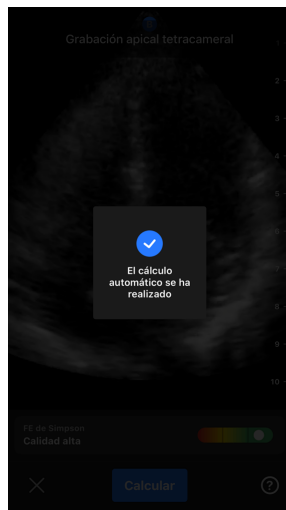 Grabación apical tetracameral
1
2
3
4
5
6
7
8
9
10
El cálculo
automático se ha
realizado
FE de Simpson
Calidad alta
Calcular
?